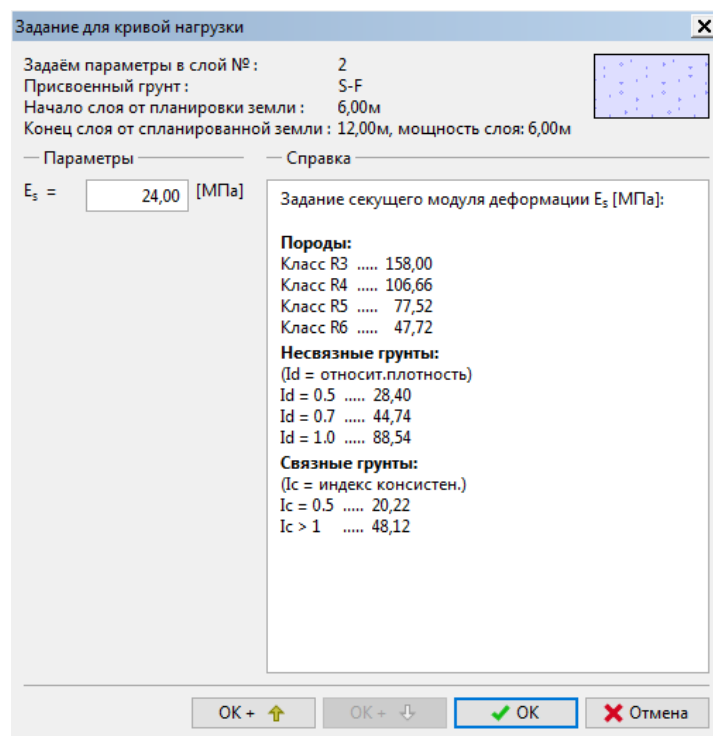 Задание для кривой нагрузки
Задаём параметры в слой № : 2
Присвоенный грунт : S-F
Начало слоя от планировки земли : 6,00м
Конец слоя от спланированной земли : 12,00м, мощность слоя: 6,00м
Параметры
Es = 24,00 [МПа]
Справка
Задание секущего модуля деформации Es [МПа]:
Породы:
Класс R3 ..... 158,00
Класс R4 ..... 106,66
Класс R5 ..... 77,52
Класс R6 ..... 47,72
Несвязные грунты:
(Id = относит.плотность)
Id = 0.5 ..... 28,40
Id = 0.7 ..... 44,74
Id = 1.0 ..... 88,54
Связные грунты:
(Ic = индекс консистен.)
Ic = 0.5 ..... 20,22
Ic > 1 ..... 48,12
OK + OK + OK Отмена